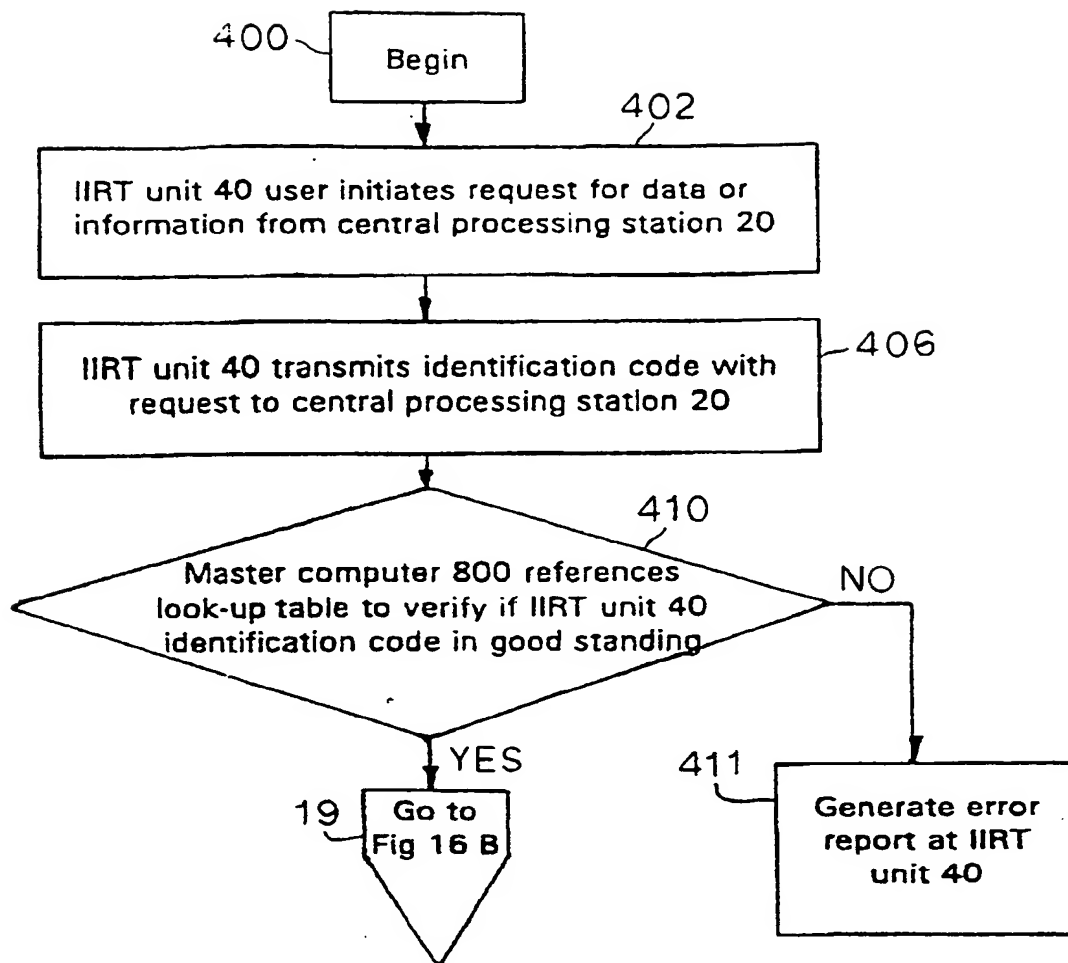 400
Begin
402
IIRT unit 40 user initiates request for data or
information from central processing station 20
406
IIRT unit 40 transmits identification code with
request to central processing station 20
410
Master computer 800 references
look-up table to verify if IIRT unit 40
identification code in good standing
NO
YES
19
Go to
Fig 16 B
411
Generate error
report at IIRT
unit 40